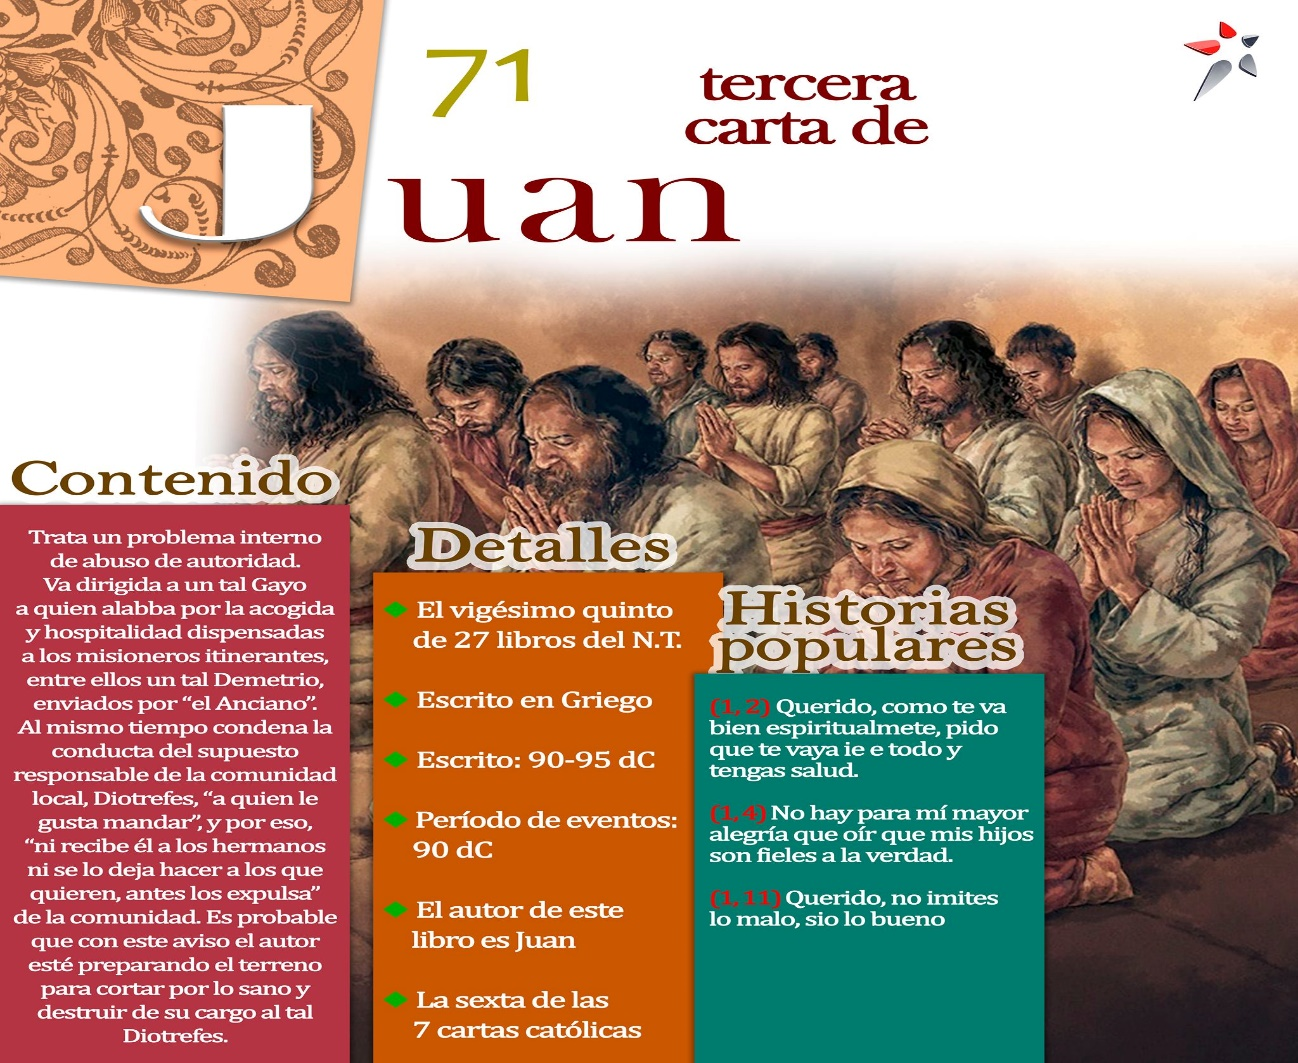 71
tercera
carta de
Juan
Contenido
Trata un problema interno
de abuso de autoridad.
Va dirigida a un tal Gayo
a quien alabba por la acogida
y hospitalidad dispensadas
a los misioneros itinerantes,
entre ellos un tal Demetrio,
enviados por “el Anciano”.
Al mismo tiempo condena la
conducta del supuesto
responsable de la comunidad
local, Diotrefes, “a quien le
gusta mandar”, y por eso,
“ni recibe él a los hermanos
ni se lo deja hacer a los que
quieren, antes los expulsa”
de la comunidad. Es probable
que con este aviso el autor
esté preparando el terreno
para cortar por lo sano y
destruir de su cargo al tal
Diotrefes.
Detalles
El vigésimo quinto
de 27 libros del N.T.
Escrito en Griego
Escrito: 90-95 dC
Período de eventos:
90 dC
El autor de este
libro es Juan
La sexta de las
7 cartas católicas
Historias
populares
(1, 2) Querido, como te va
bien espiritualmete, pido
que te vaya ie e todo y
tengas salud.
(1, 4) No hay para mí mayor
alegría que oír que mis hijos
son fieles a la verdad.
(1, 11) Querido, no imites
lo malo, sio lo bueno